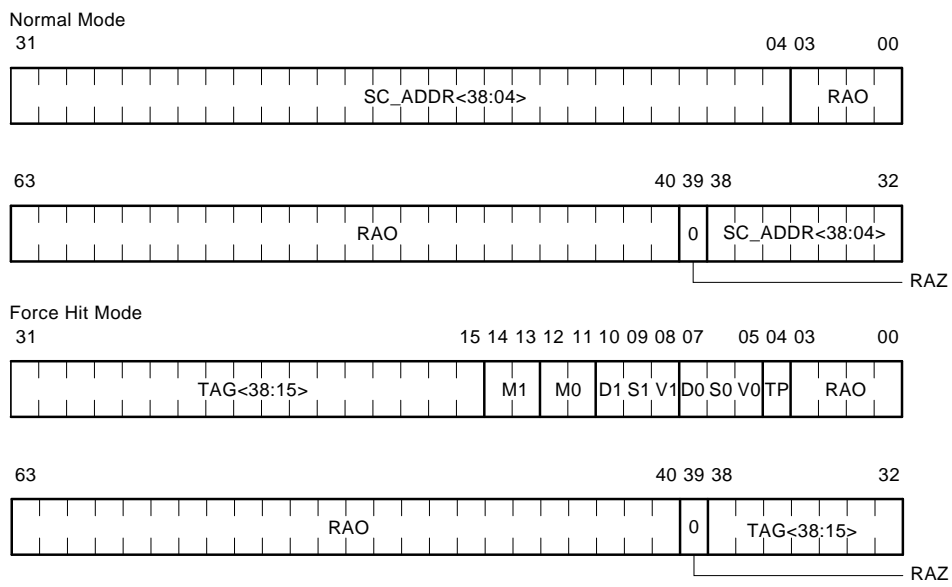 Normal Mode
31 04 03 00
SC_ADDR<38:04> RAO
63 40 39 38 32
RAO 0 SC_ADDR<38:04>
RAZ
Force Hit Mode
31 15 14 13 12 11 10 09 08 07 05 04 03 00
TAG<38:15> M1 M0 D1 S1 V1 D0 S0 V0 TP RAO
63 40 39 38 32
RAO 0 TAG<38:15>
RAZ